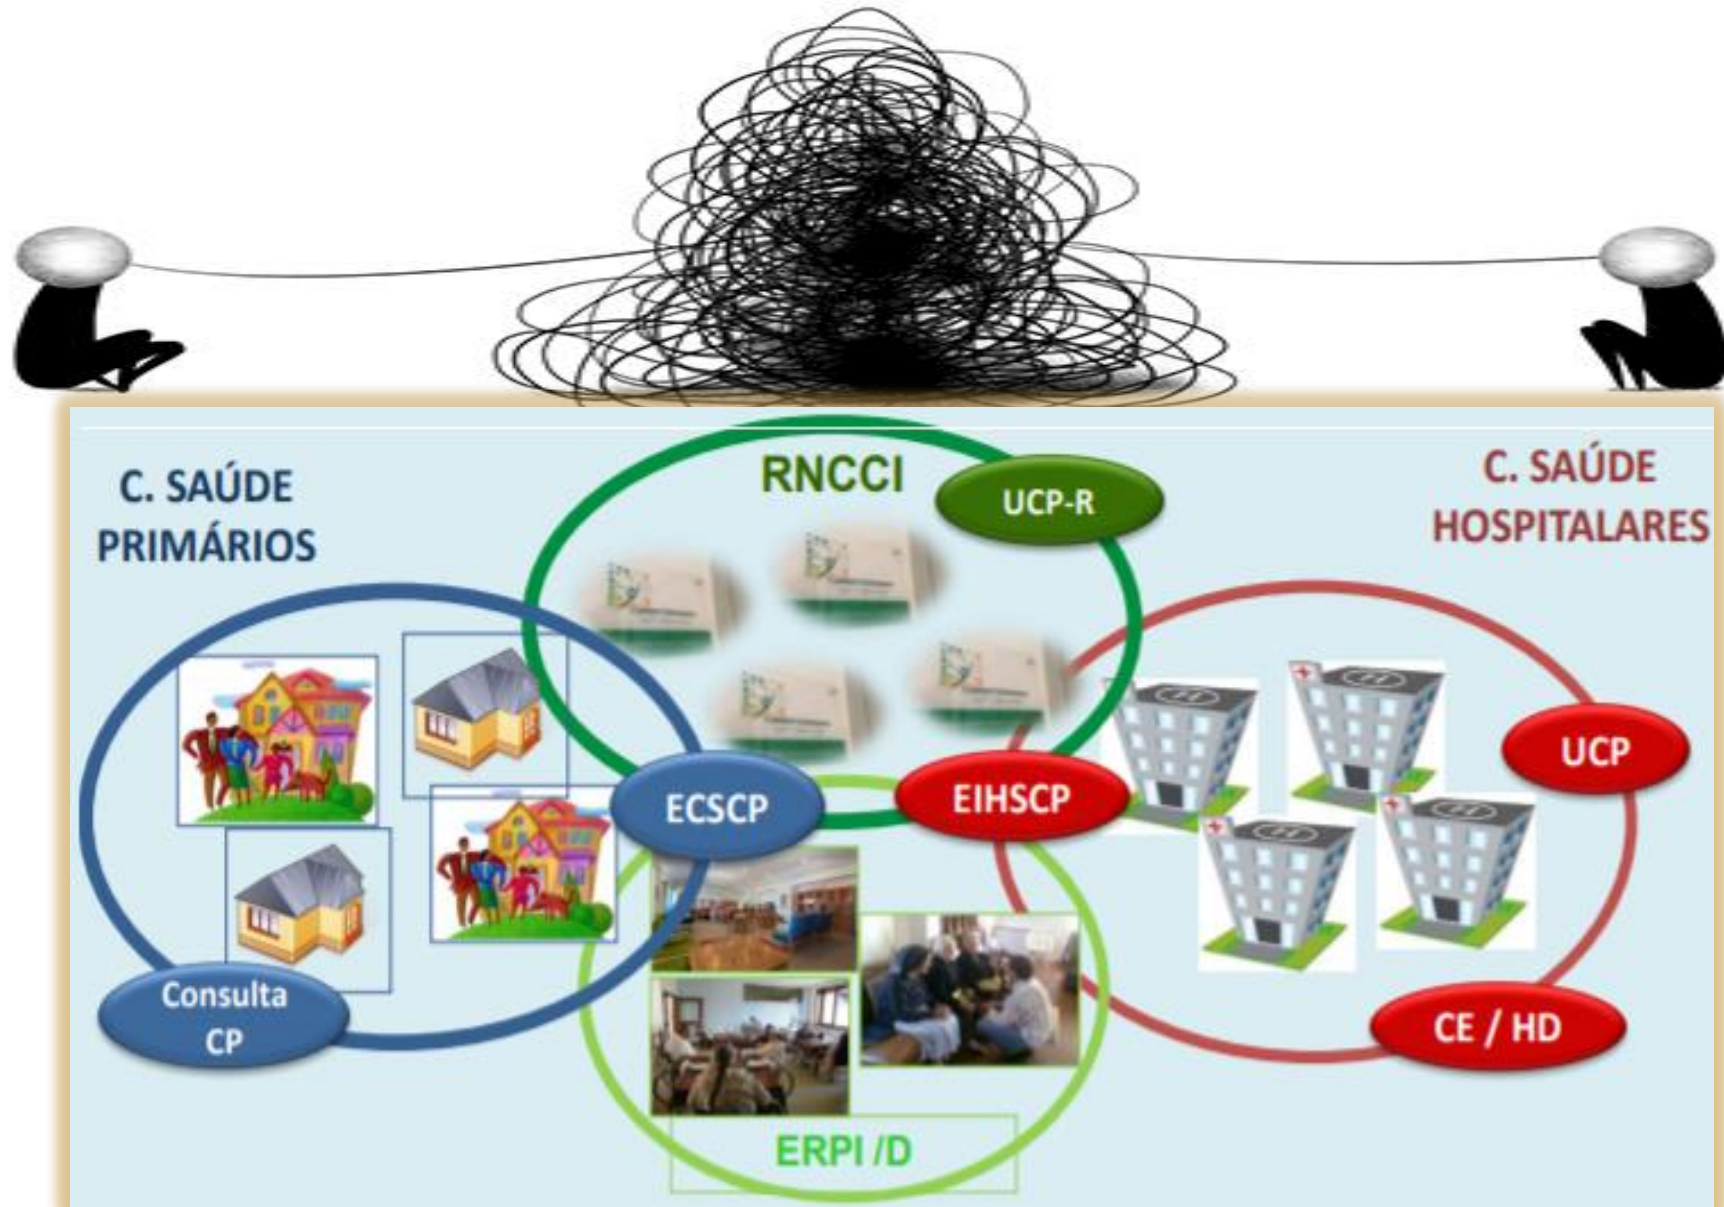 C. SAÚDE
PRIMÁRIOS
RNCCI
UCP-R
C. SAÚDE
HOSPITALARES
UCP
ECSCP
EIHSCP
Consulta
CP
CE / HD
ERPI /D